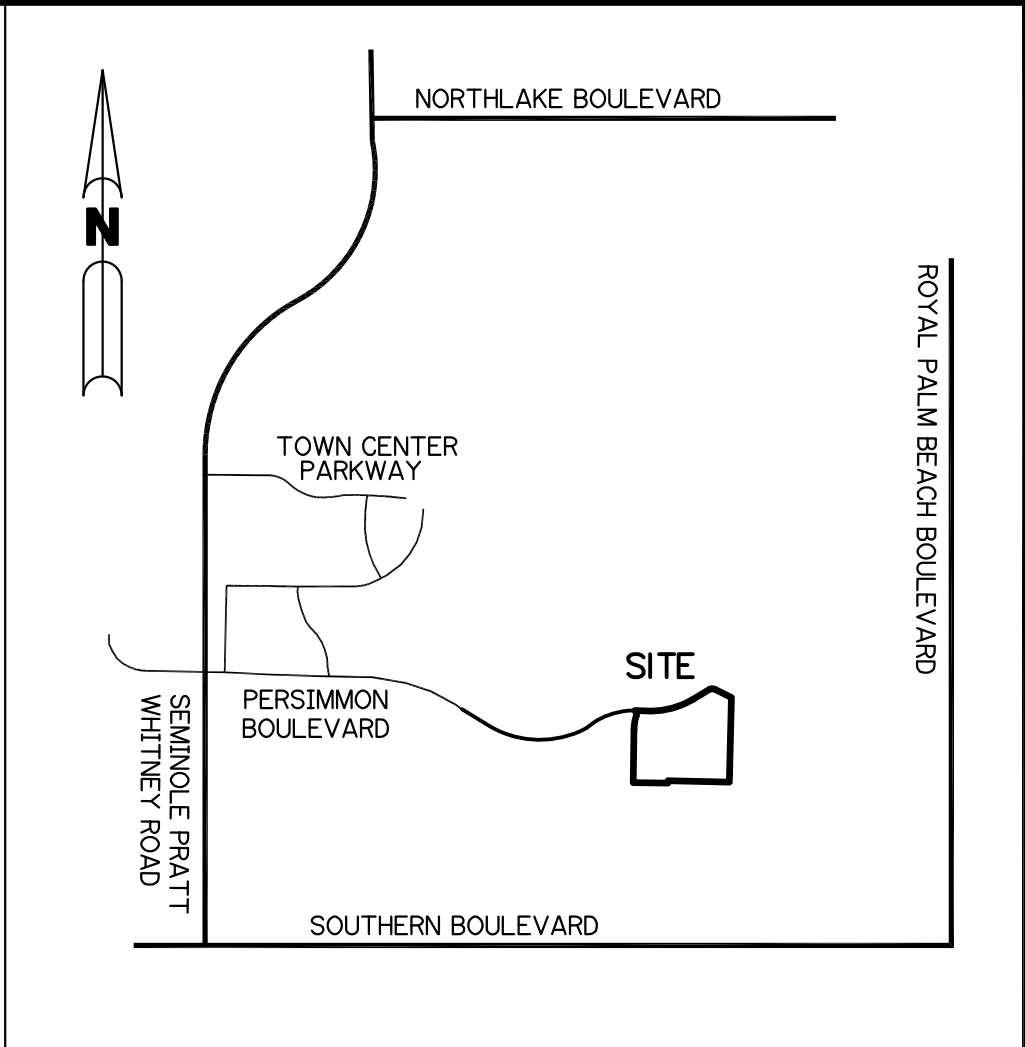 NORTHLAKE BOULEVARD
N
ROYAL PALM BEACH BOULEVARD
TOWN CENTER
PARKWAY
SITE
PERSIMMON
BOULEVARD
SEMINOLE PRATT
WHITNEY ROAD
SOUTHERN BOULEVARD